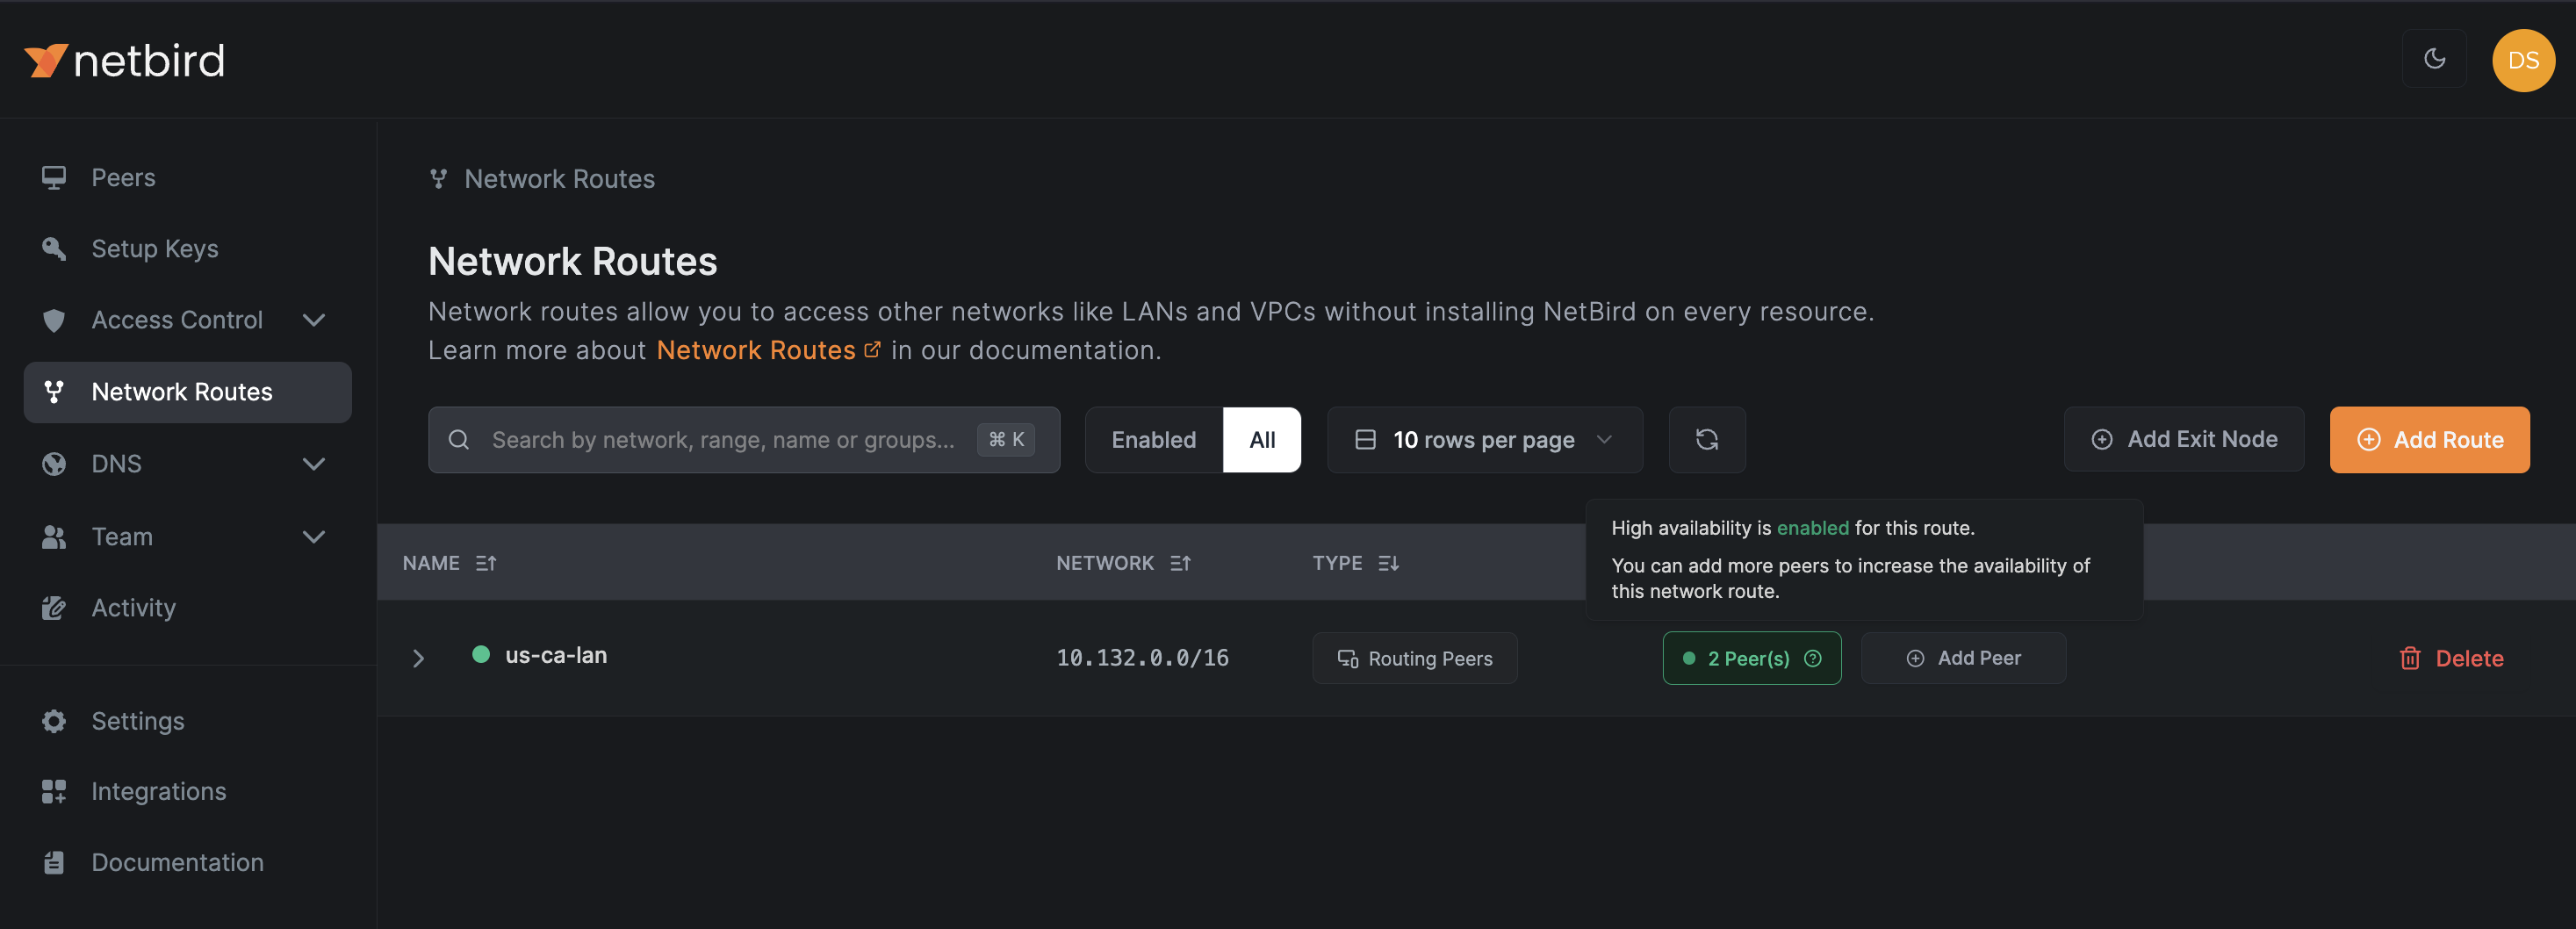 netbird
DS
Peers
Setup Keys
Access Control
Network Routes
DNS
Team
Activity
Settings
Integrations
Documentation
Network Routes
Network Routes
Network routes allow you to access other networks like LANs and VPCs without installing NetBird on every resource.
Learn more about Network Routes in our documentation.
Search by network, range, name or groups... ⌘ K
Enabled All
10 rows per page
Add Exit Node
Add Route
High availability is enabled for this route.
You can add more peers to increase the availability of
this network route.
NAME NETWORK TYPE
us-ca-lan 10.132.0.0/16 Routing Peers 2 Peer(s) Add Peer Delete